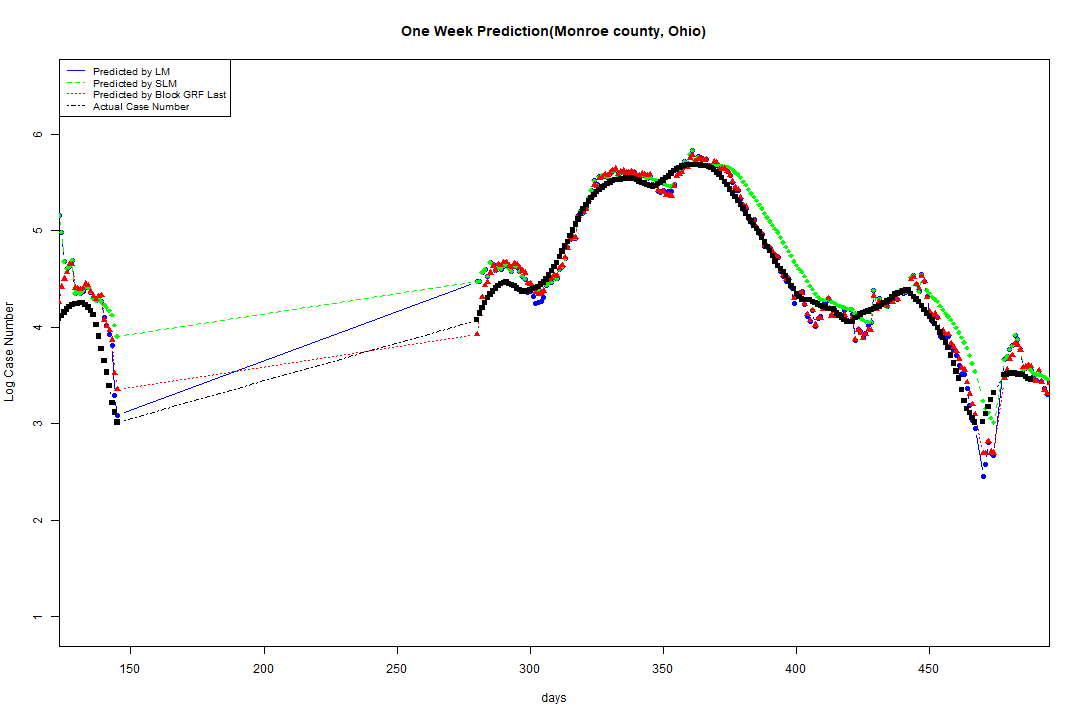 One Week Prediction(Monroe county, Ohio)
Predicted by LM
Predicted by SLM
Predicted by Block GRF Last
Actual Case Number
6
5
4
3
2
1
Log Case Number
150 200 250 300 350 400 450
days